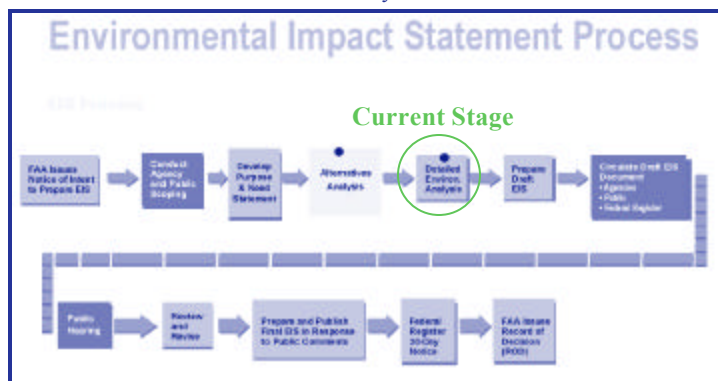 Environmental Impact Statement Process
Current Stage
FAA Issues
Notice of Intent
to Prepare EIS
Conduct
Agency
and Public
Scoping
Develop
Purpose
& Need
Statement
Alternatives
Analysis
Detailed
Environ.
Analysis
Prepare
Draft
EIS
Circulate Draft EIS
Document
• Agencies
• Public
• Federal Register
Public
Hearing
Review
and
Revise
Prepare and Publish
Final EIS in Response
to Public Comments
Federal
Register
30-Day
Notice
FAA Issues
Record of
Decision
(ROD)